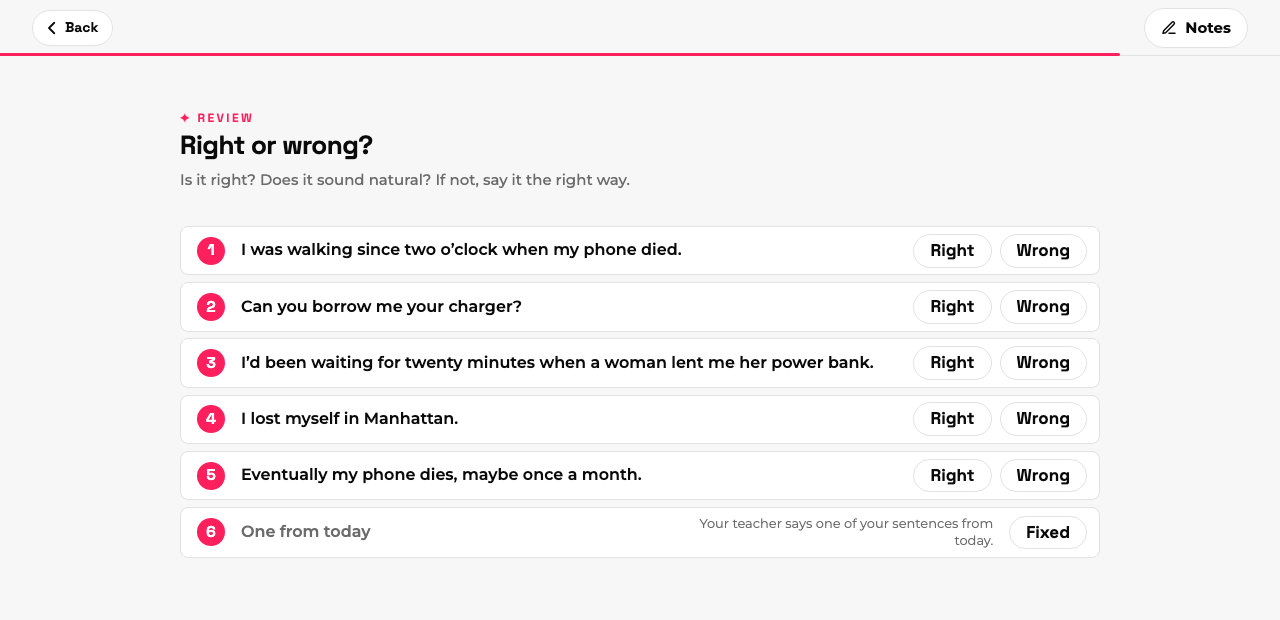 Back
Notes
REVIEW
Right or wrong?
Is it right? Does it sound natural? If not, say it the right way.
1 I was walking since two o’clock when my phone died. Right Wrong
2 Can you borrow me your charger? Right Wrong
3 I’d been waiting for twenty minutes when a woman lent me her power bank. Right Wrong
4 I lost myself in Manhattan. Right Wrong
5 Eventually my phone dies, maybe once a month. Right Wrong
6 One from today Your teacher says one of your sentences from
today. Fixed